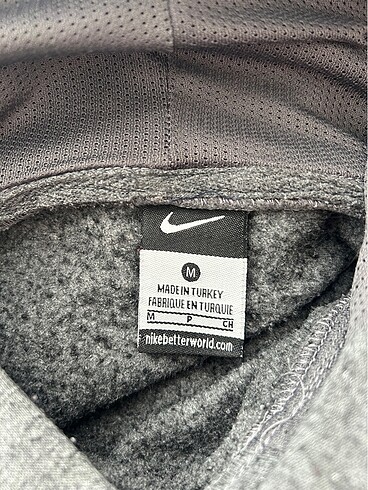 M
MADE IN TURKEY
FABRIQUE EN TURQUIE
M P CH
nikebetterworld.com